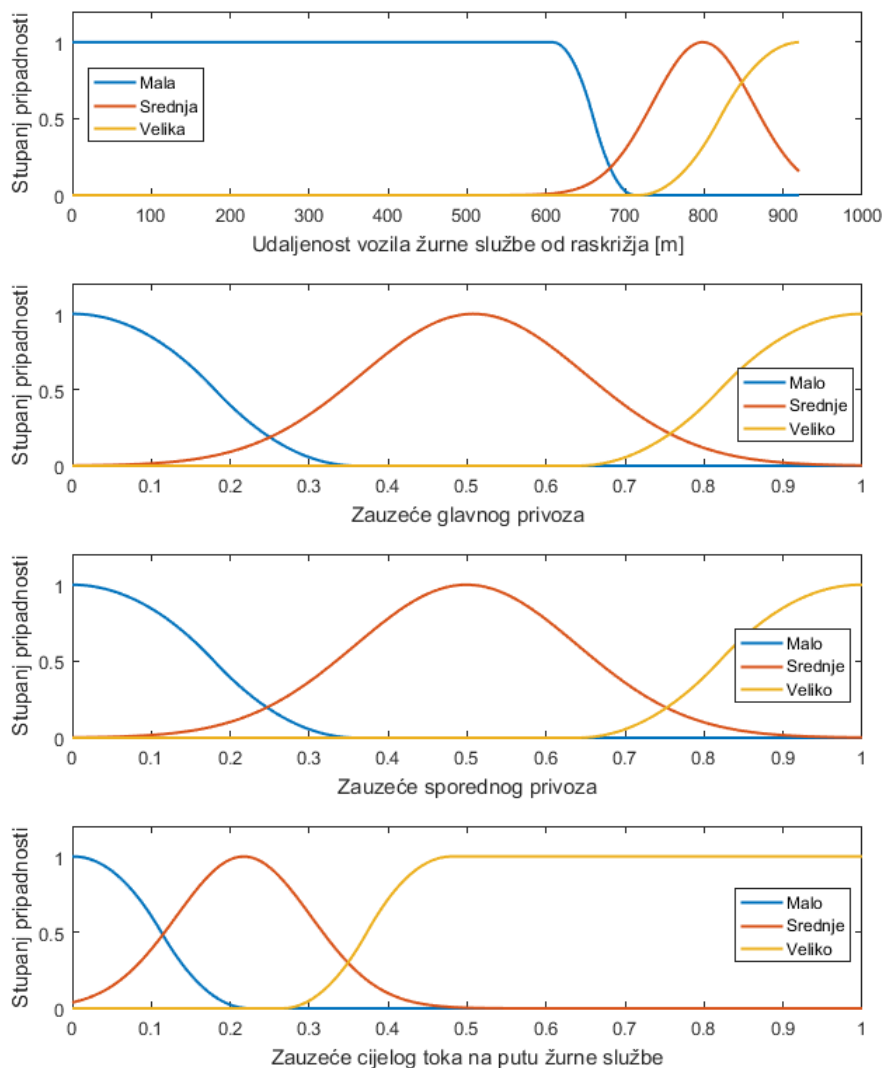 Stupanj pripadnosti
1
0.5
0
Mala
Srednja
Velika
0 100 200 300 400 500 600 700 800 900 1000
Udaljenost vozila žurne službe od raskrižja [m]
Stupanj pripadnosti
1
0.5
0
Malo
Srednje
Veliko
0 0.1 0.2 0.3 0.4 0.5 0.6 0.7 0.8 0.9 1
Zauzeće glavnog privoza
Stupanj pripadnosti
1
0.5
0
Malo
Srednje
Veliko
0 0.1 0.2 0.3 0.4 0.5 0.6 0.7 0.8 0.9 1
Zauzeće sporednog privoza
Stupanj pripadnosti
1
0.5
0
Malo
Srednje
Veliko
0 0.1 0.2 0.3 0.4 0.5 0.6 0.7 0.8 0.9 1
Zauzeće cijelog toka na putu žurne službe